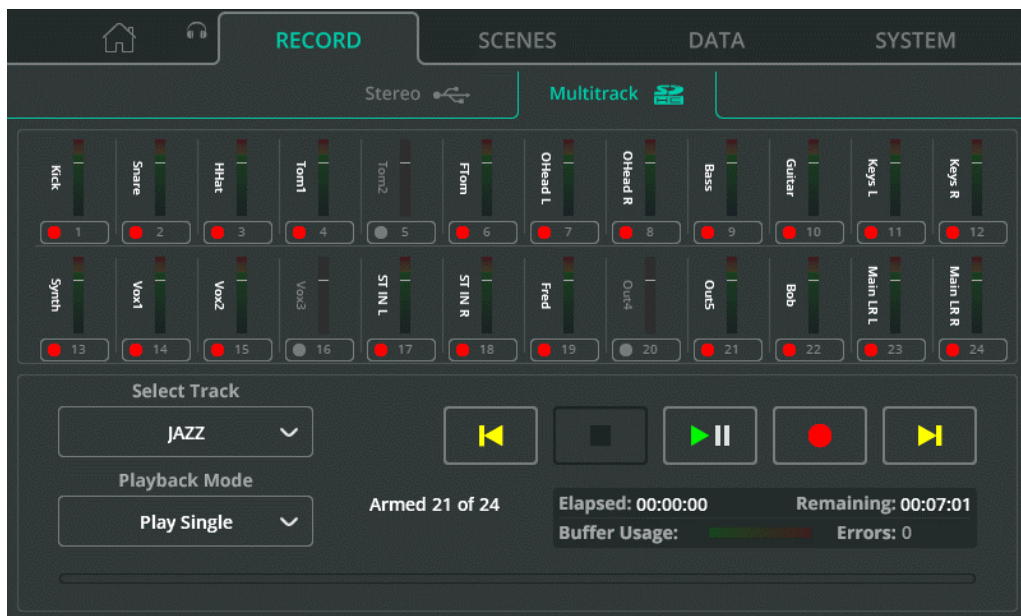 RECORD SCENES DATA SYSTEM
Stereo Multitrack SD HC
Kick Snare HHat Tom1 Tom2 FTom OHead L OHead R Bass Guitar Keys L Keys R
1 2 3 4 5 6 7 8 9 10 11 12
Synth Vox1 Vox2 Vox3 ST IN L ST IN R Fred Out4 Out5 Bob Main LR L Main LR R
13 14 15 16 17 18 19 20 21 22 23 24
Select Track
JAZZ
Playback Mode
Play Single
Armed 21 of 24
Elapsed: 00:00:00 Remaining: 00:07:01
Buffer Usage: Errors: 0